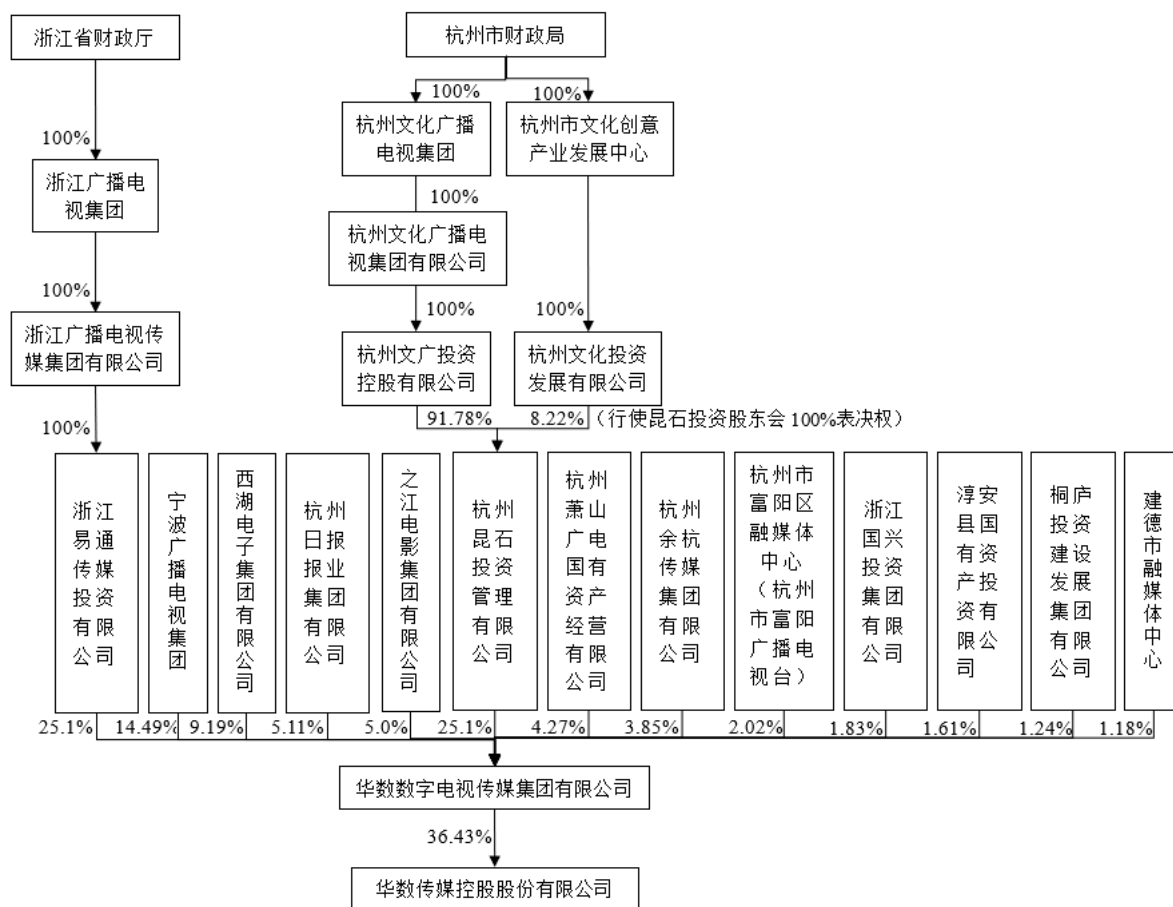 浙江省财政厅
杭州市财政局
100%
100%
杭州文化广播
电视集团
杭州市文化创意
产业发展中心
100%
浙江广播电
视集团
100%
杭州文化广播电
视集团有限公司
100%
100%
100%
浙江广播电视传
媒集团有限公司
杭州文广投资
控股有限公司
杭州文化投资
发展有限公司
100%
91.78%
8.22%
（行使昆石投资股东会 100%表决权）
浙江
易通
传媒
投资
有限
公司
宁波广播电视集团
西湖电子集团有限公司
杭州
日报
报业
集团
有限
公司
之江电影集团有限公司
杭州
昆石
投资
管理
有限
公司
杭州
萧山
广电
国有
资产
经营
有限
公司
杭州
余杭
传媒
集团
有限
公司
杭州市
富阳区
融媒体
中心
（杭州
市富阳
广播电
视台）
浙江
国兴
投资
集团
有限
公司
淳安
县国
有资
产投
资有
限公
司
桐庐
投资
建设
发展
集团
有限
公司
建德市融媒体中心
25.1%
14.49%
9.19%
5.11%
5.0%
25.1%
4.27%
3.85%
2.02%
1.83%
1.61%
1.24%
1.18%
华数数字电视传媒集团有限公司
36.43%
华数传媒控股股份有限公司